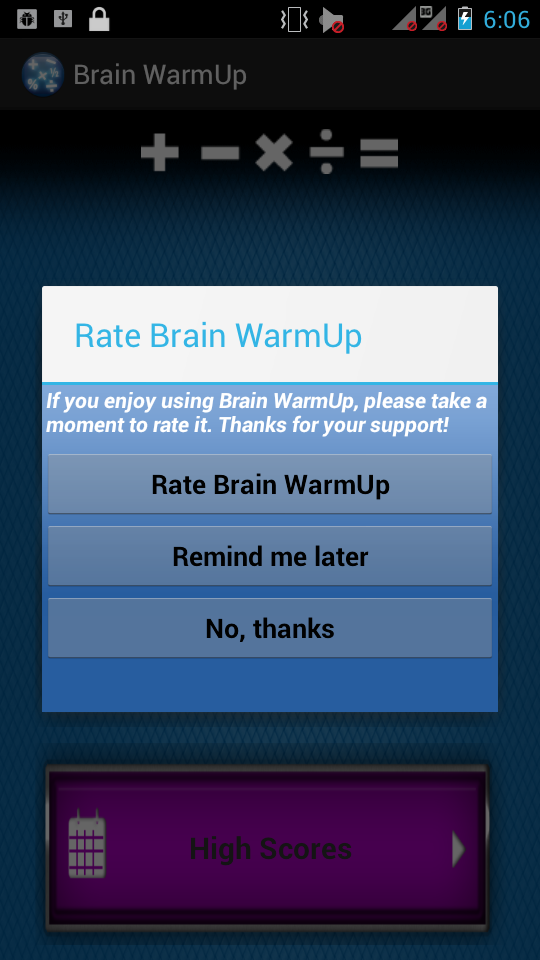 6:06
Brain WarmUp
+ − × ÷ =
Rate Brain WarmUp
If you enjoy using Brain WarmUp, please take a
moment to rate it. Thanks for your support!
Rate Brain WarmUp
Remind me later
No, thanks
High Scores